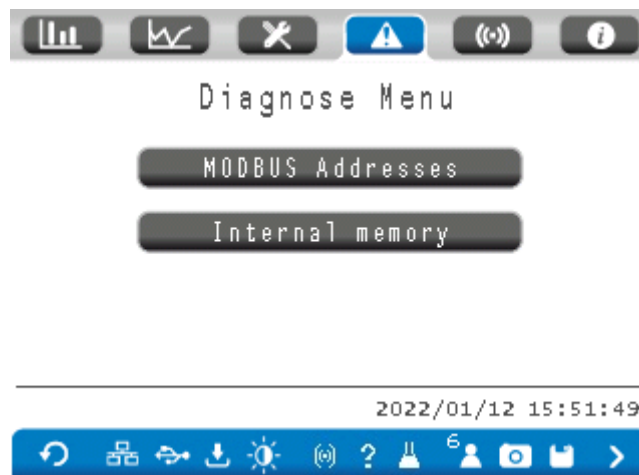 Diagnose Menu
MODBUS Addresses
Internal memory
2022/01/12 15:51:49
? 6